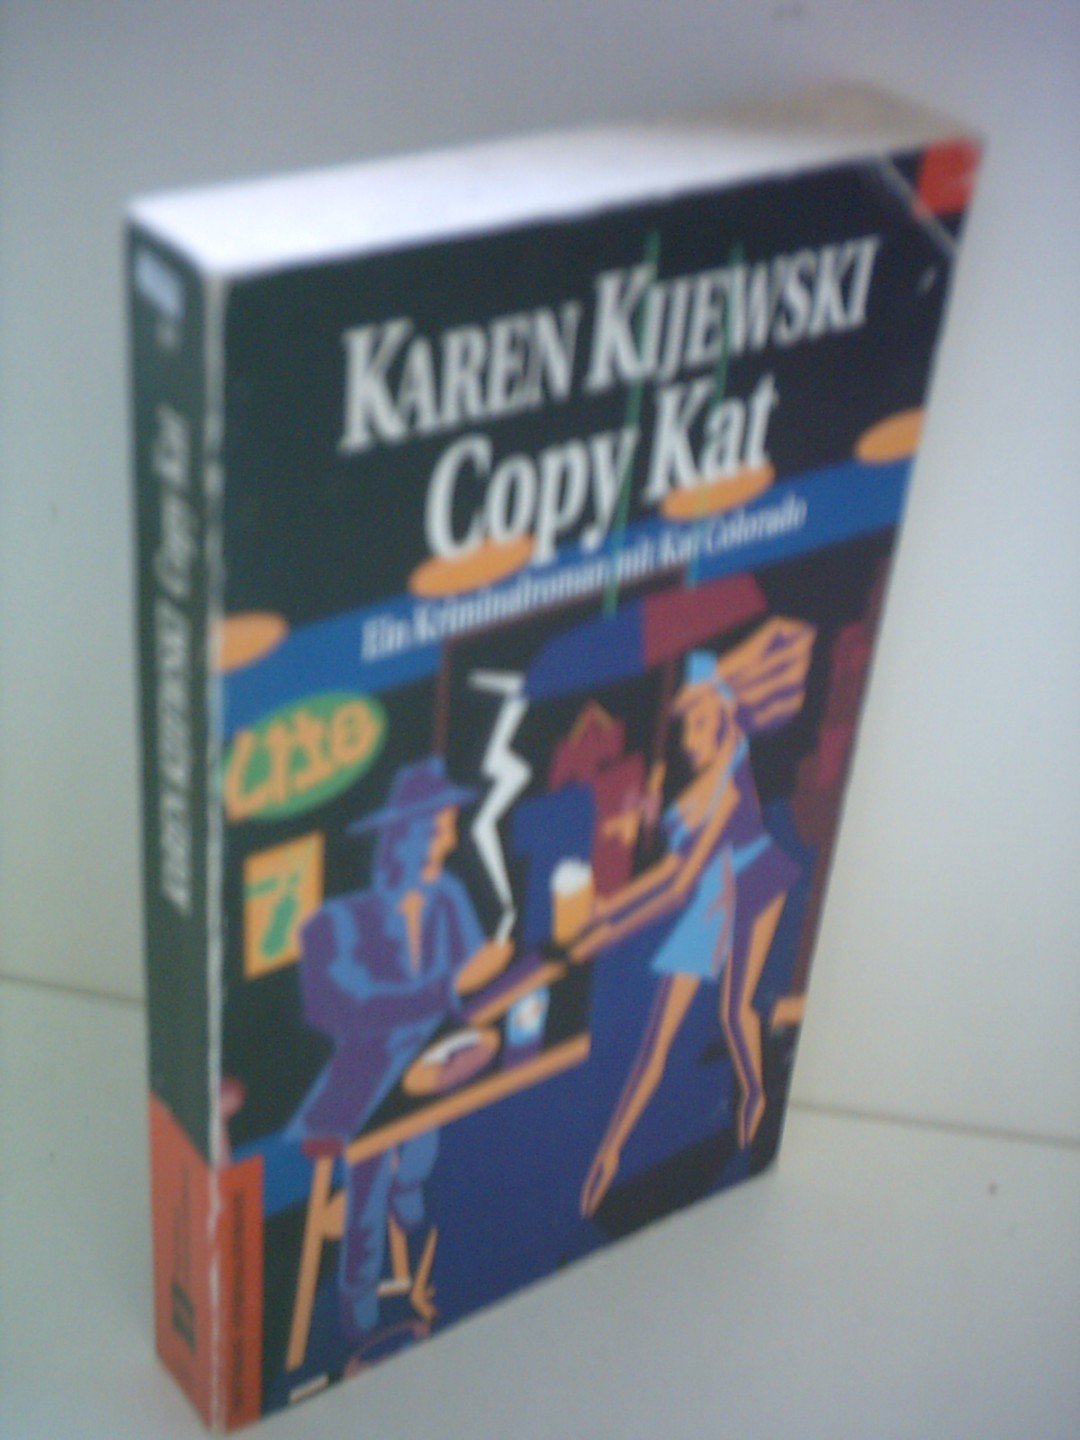 KAREN KIJEWSKI
Copy Kat
Ein Kriminalroman mit Kat Colorado
KAREN KIJEWSKI Copy Kat